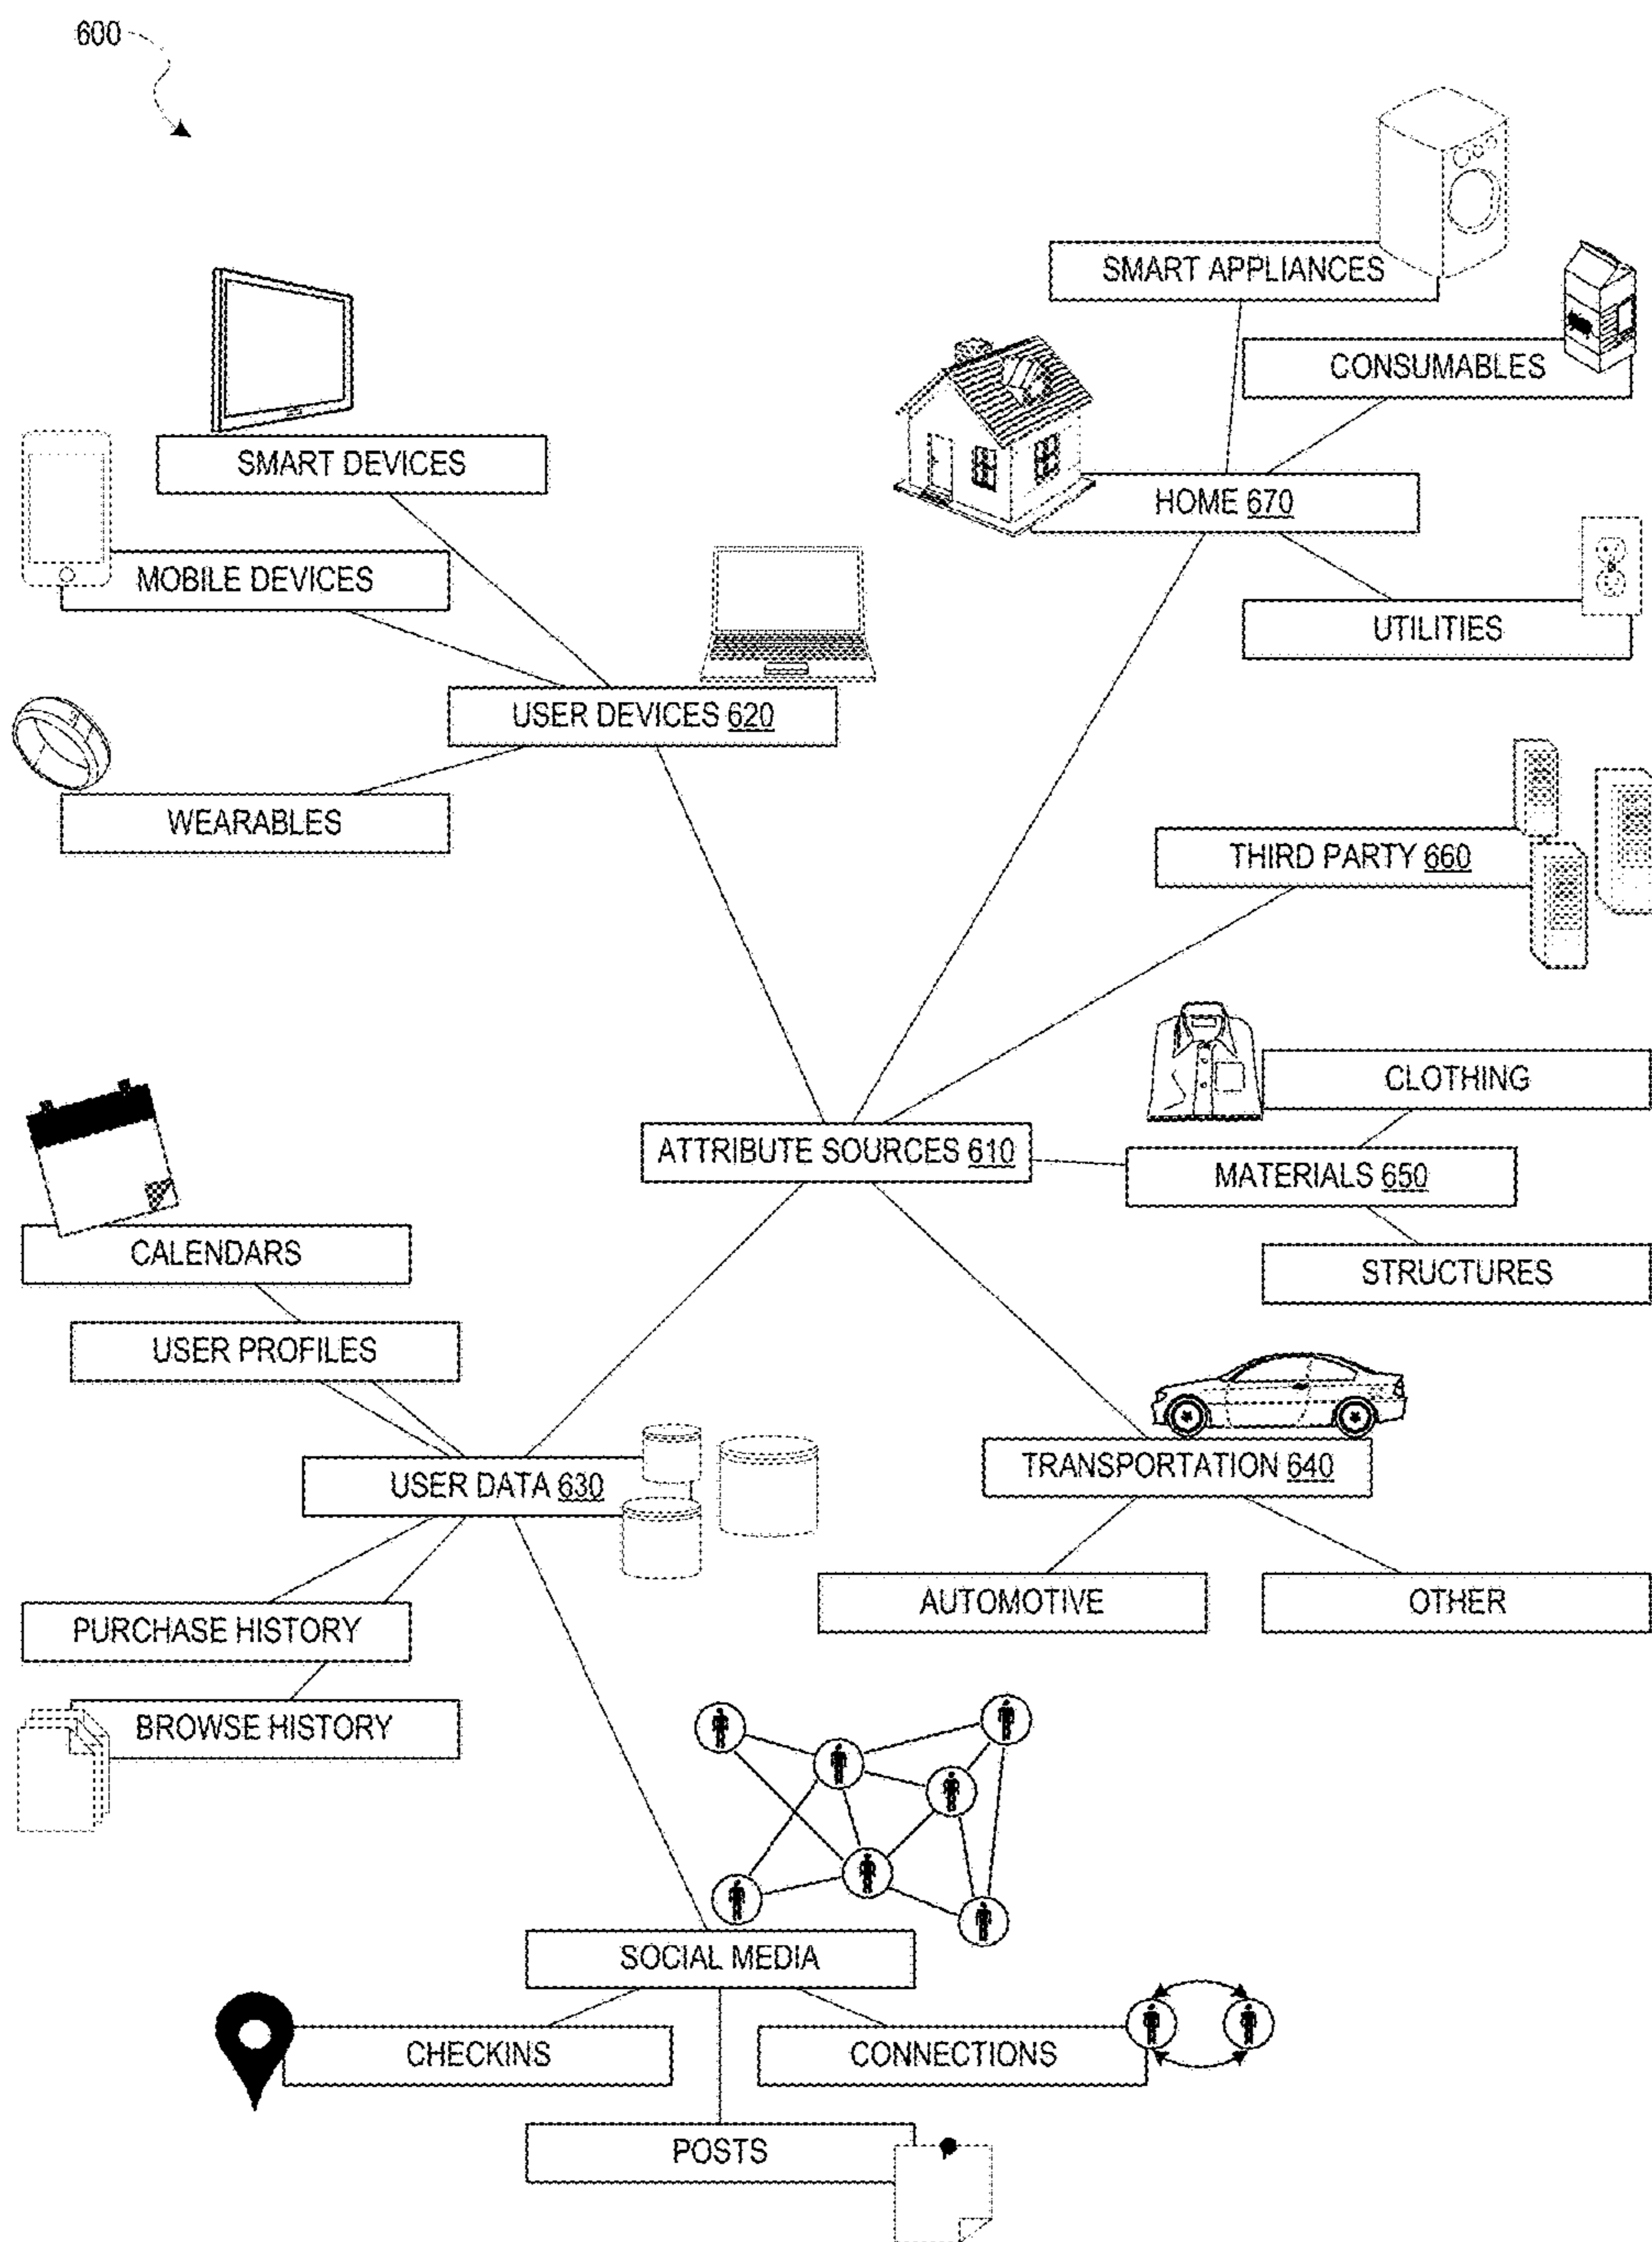 600
SMART APPLIANCES
CONSUMABLES
SMART DEVICES
HOME 670
MOBILE DEVICES
UTILITIES
USER DEVICES 620
WEARABLES
THIRD PARTY 660
CLOTHING
ATTRIBUTE SOURCES 610
MATERIALS 650
CALENDARS
STRUCTURES
USER PROFILES
TRANSPORTATION 640
USER DATA 630
AUTOMOTIVE
OTHER
PURCHASE HISTORY
BROWSE HISTORY
SOCIAL MEDIA
CHECKINS
CONNECTIONS
POSTS